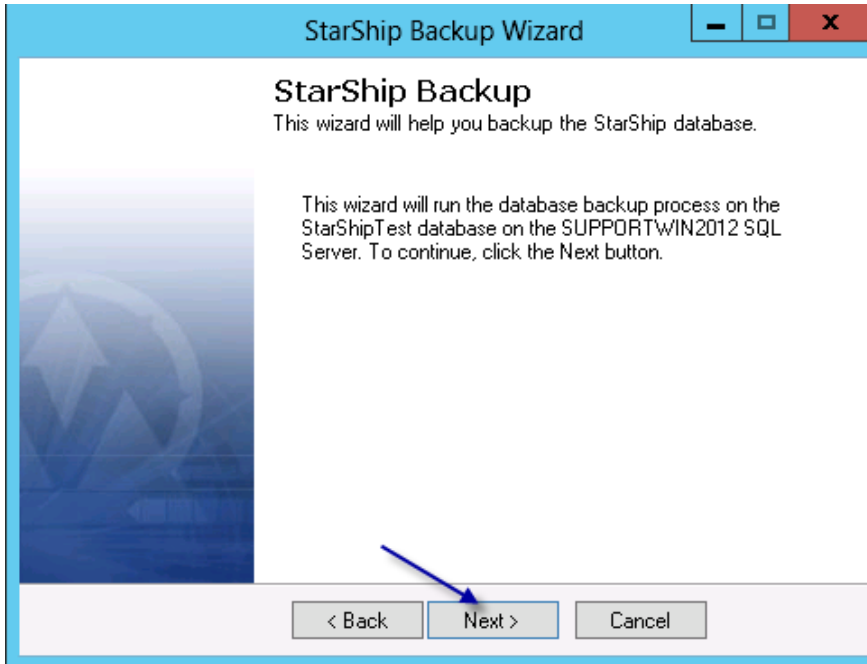 StarShip Backup Wizard
x
StarShip Backup
This wizard will help you backup the StarShip database.
This wizard will run the database backup process on the
StarShipTest database on the SUPPORTWIN2012 SQL
Server. To continue, click the Next button.
< Back Next > Cancel